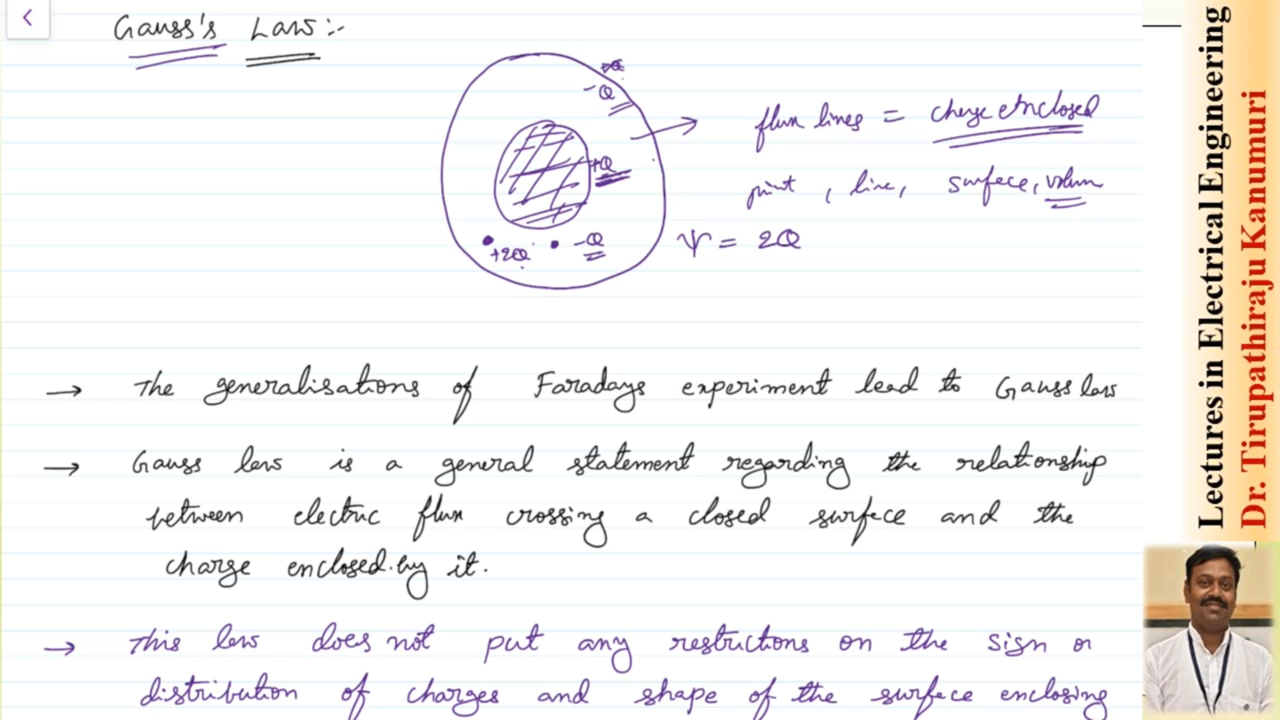 Gauss's Law:-
-Q
+Q
+2Q
-Q
flux lines = charge enclosed
point, line, surface, volum
Ψ = 2Q
→ The generalisations of Faradays experiment lead to Gauss law
→ Gauss law is a general statement regarding the relationship
between electric flux crossing a closed surface and the
charge enclosed by it.
→ This law does not put any restrictions on the sign or
distribution of charges and shape of the surface enclosing
Lectures in Electrical Engineering
Dr. Tirupathiraju Kanumuri